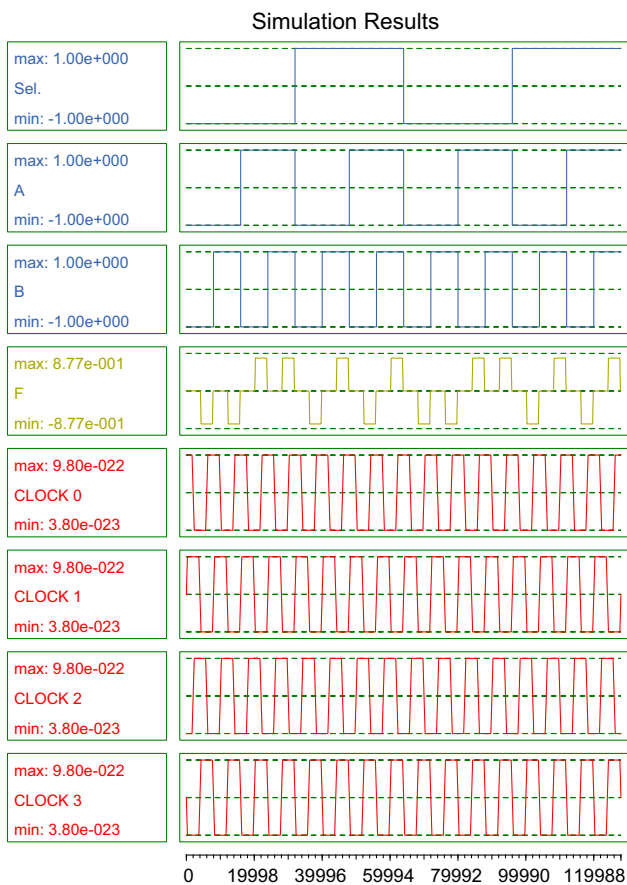 Simulation Results
max: 1.00e+000
Sel.
min: -1.00e+000
max: 1.00e+000
A
min: -1.00e+000
max: 1.00e+000
B
min: -1.00e+000
max: 8.77e-001
F
min: -8.77e-001
max: 9.80e-022
CLOCK 0
min: 3.80e-023
max: 9.80e-022
CLOCK 1
min: 3.80e-023
max: 9.80e-022
CLOCK 2
min: 3.80e-023
max: 9.80e-022
CLOCK 3
min: 3.80e-023
0 19998 39996 59994 79992 99990 119988